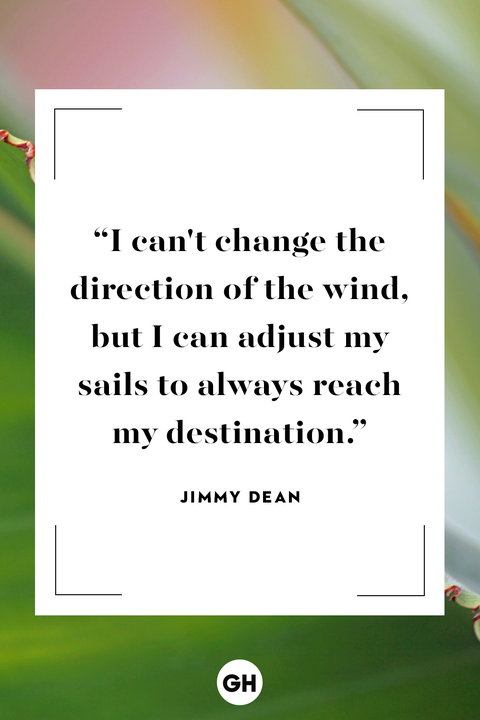 “I can't change the
direction of the wind,
but I can adjust my
sails to always reach
my destination.”
JIMMY DEAN
GH